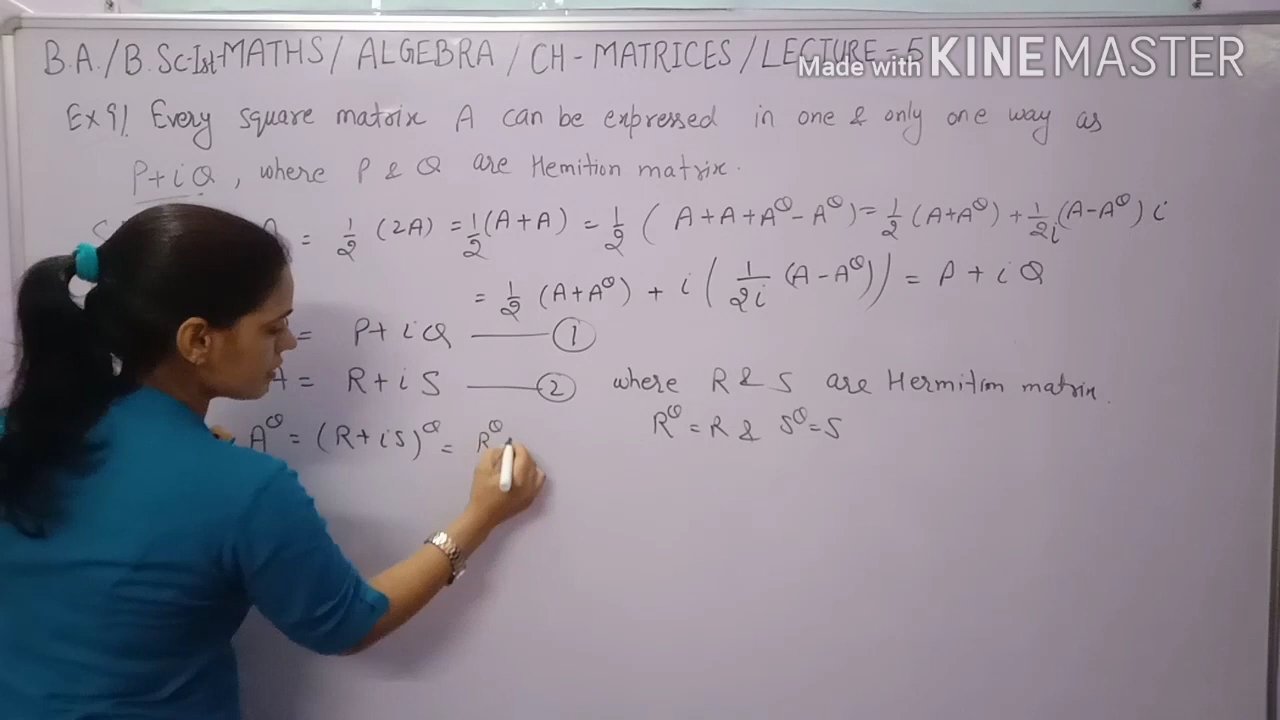 B.A./B.Sc-Ist MATHS/ ALGEBRA / CH - MATRICES / LECTURE = 5
Made with KINEMASTER
Ex 9/ Every square matrix A can be expressed in one & only one way as
P+iQ, where P & Q are Hemition matrix.
= 1/2 (2A) = 1/2 (A+A) = 1/2 ( A+A+A^Θ-A^Θ) = 1/2 (A+A^Θ) + 1/2i (A-A^Θ) i
= 1/2 (A+A^Θ) + i ( 1/2i (A-A^Θ)) = P + iQ
= P+ iQ —— ①
A = R+iS —— ② where R & S are Hermition matrix.
A^Θ = (R+iS)^Θ = R^Θ R^Θ = R & S^Θ = S